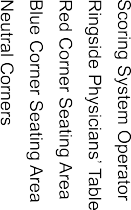 Scoring System Operator
Ringside Physicians' Table
Red Corner Seating Area
Blue Corner Seating Area
Neutral Corners